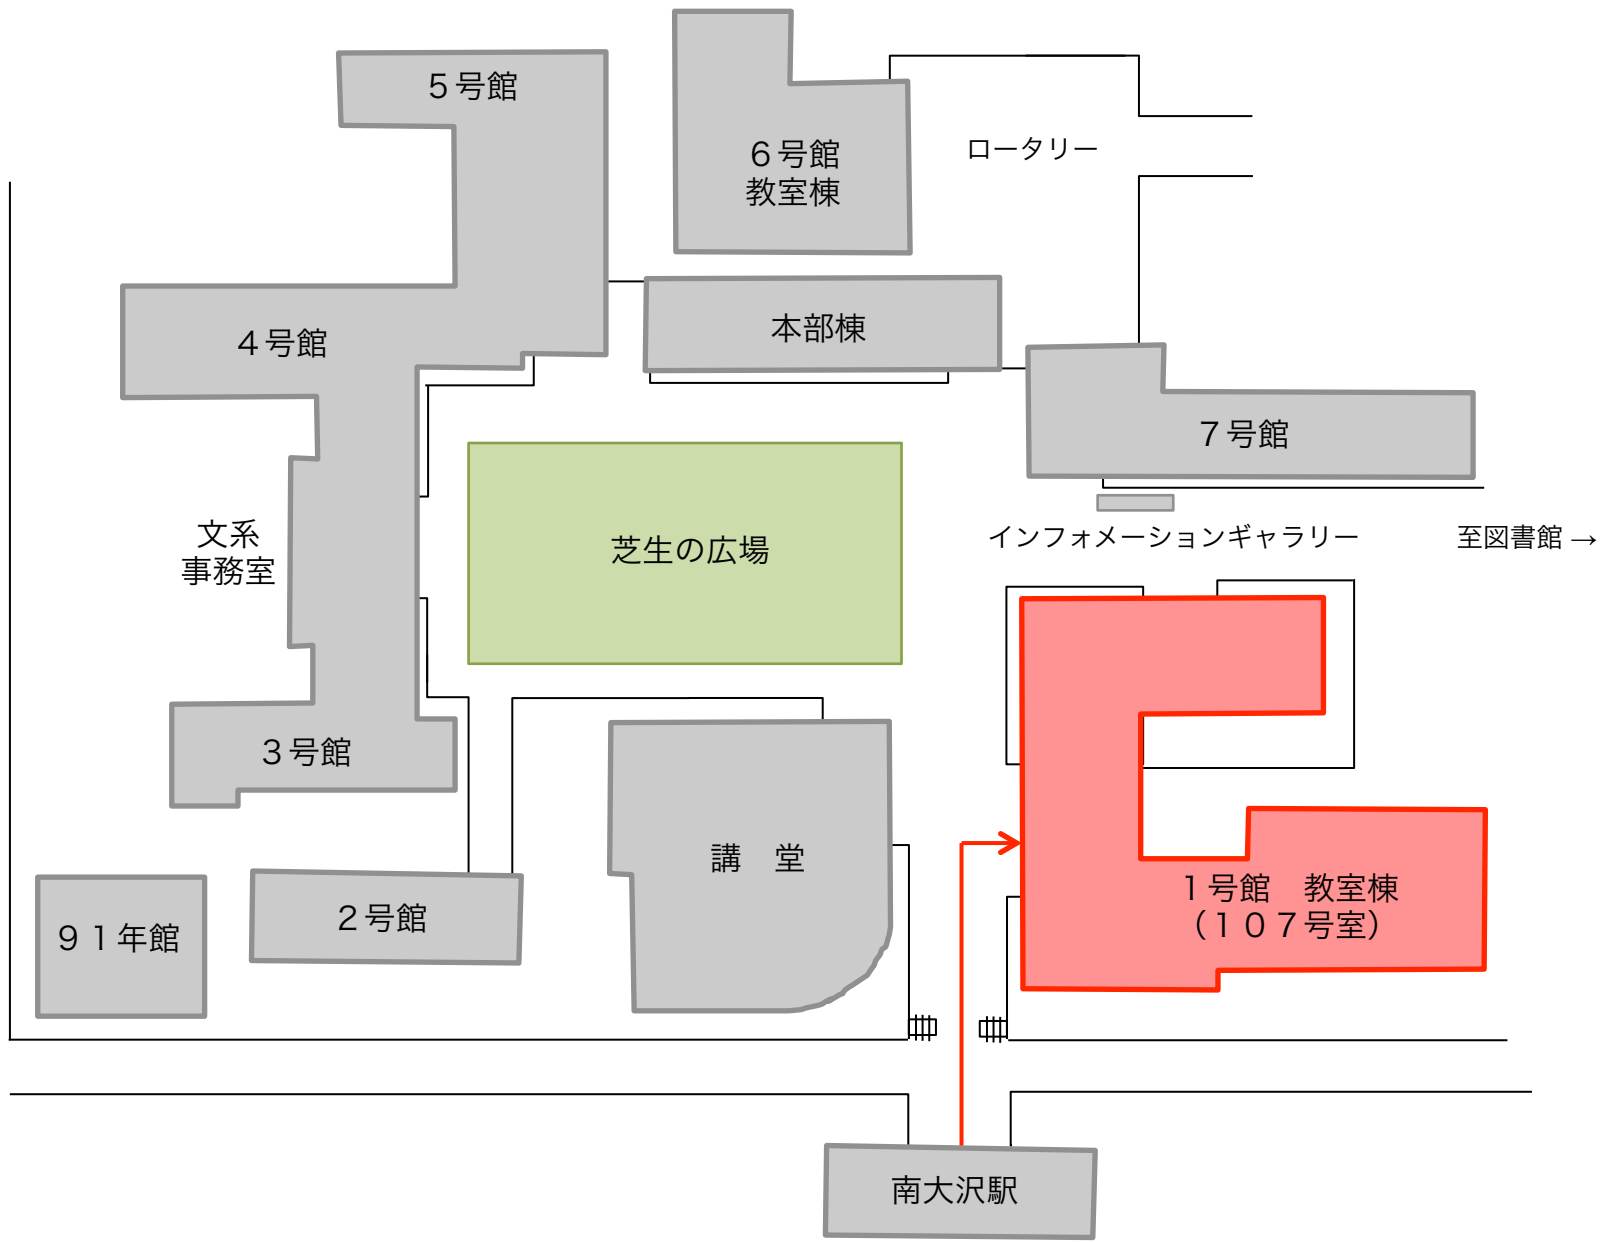 ５号館
６号館
教室棟
ロータリー
４号館
本部棟
７号館
文系
事務室
芝生の広場
インフォメーションギャラリー
至図書館→
３号館
講　堂
１号館　教室棟
（１０７号室）
２号館
９１年館
南大沢駅